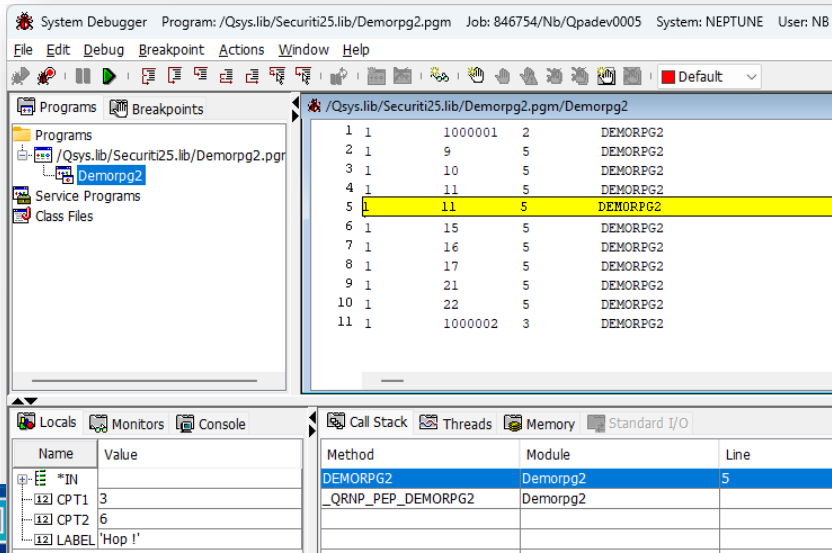 System Debugger Program: /Qsys.lib/Securiti25.lib/Demorpg2.pgm Job: 846754/Nb/Qpadev0005 System: NEPTUNE User: NB
File Edit Debug Breakpoint Actions Window Help
Default
Programs Breakpoints
Programs
/Qsys.lib/Securiti25.lib/Demorpg2.pgr
Demorpg2
Service Programs
Class Files
/Qsys.lib/Securiti25.lib/Demorpg2.pgm/Demorpg2
1 1 1000001 2 DEMORPG2
2 1 9 5 DEMORPG2
3 1 10 5 DEMORPG2
4 1 11 5 DEMORPG2
5 1 11 5 DEMORPG2
6 1 15 5 DEMORPG2
7 1 16 5 DEMORPG2
8 1 17 5 DEMORPG2
9 1 21 5 DEMORPG2
10 1 22 5 DEMORPG2
11 1 1000002 3 DEMORPG2
Locals Monitors Console
Name Value
*IN
12 CPT1 3
12 CPT2 6
12 LABEL 'Hop !'
Call Stack Threads Memory Standard I/O
Method Module Line
DEMORPG2 Demorpg2 5
_QRNP_PEP_DEMORPG2 Demorpg2